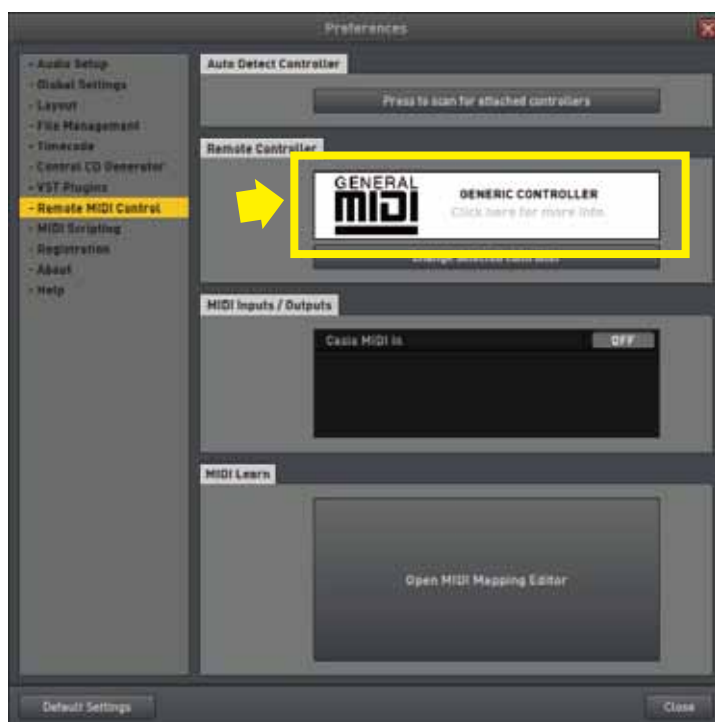 Preferences
- Audio Setup
- Global Settings
- Layout
- File Management
- Timecode
- Control CD Generator
- VST Plugins
- Remote MIDI Control
- MIDI Scripting
- Registration
- About
- Help
Auto Detect Controller
Press to scan for attached controllers
Remote Controller
GENERAL
MIDI
GENERIC CONTROLLER
Click here for more info.
Change selected controller
MIDI Inputs / Outputs
Casio MIDI In
OFF
MIDI Learn
Open MIDI Mapping Editor
Default Settings
Close